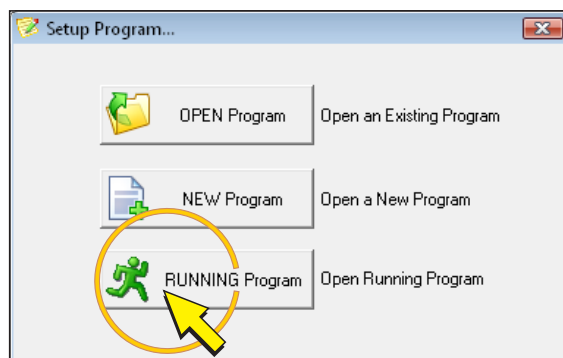 Setup Program...
OPEN Program Open an Existing Program
NEW Program Open a New Program
RUNNING Program Open Running Program